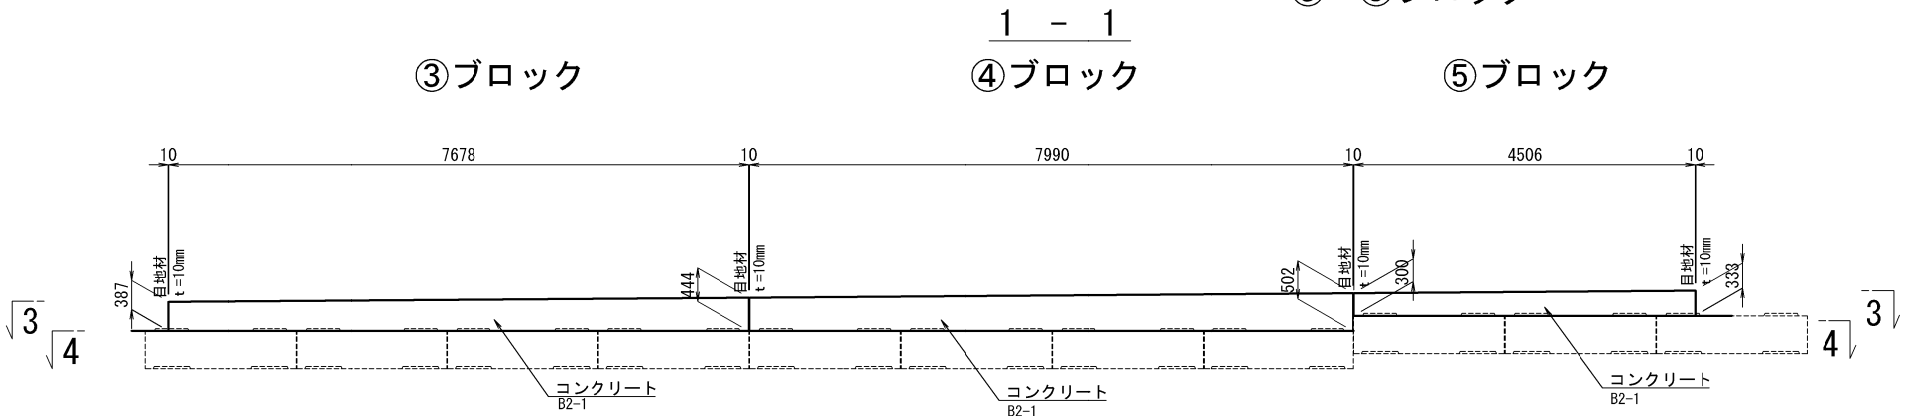 1 - 1
③ブロック
④ブロック
⑤ブロック
10
7678
10
7990
10
4506
10
目地材
t=10mm
目地材
t=10mm
目地材
t=10mm
目地材
t=10mm
387
444
502
300
333
3
4
3
4
コンクリート
B2-1
コンクリート
B2-1
コンクリート
B2-1